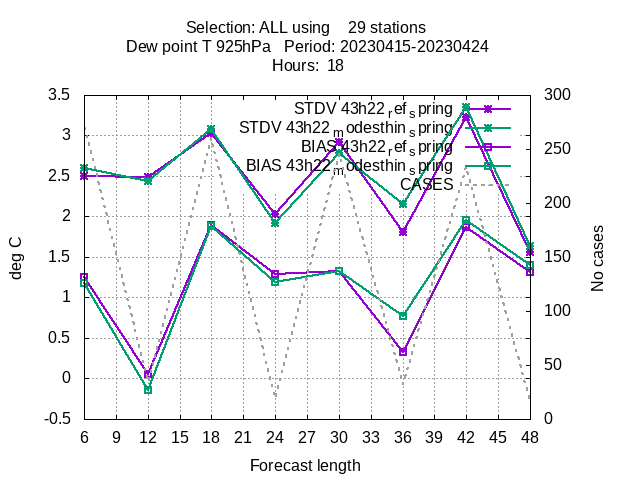 Selection: ALL using 29 stations
Dew point T 925hPa Period: 20230415-20230424
Hours: 18
3.5
3
2.5
2
1.5
1
0.5
0
-0.5
deg C
300
250
200
150
100
50
0
No cases
STDV 43h22_ref_spring
STDV 43h22_modesthin_spring
BIAS 43h22_ref_spring
BIAS 43h22_modesthin_spring
CASES
6 9 12 15 18 21 24 27 30 33 36 39 42 45 48
Forecast length